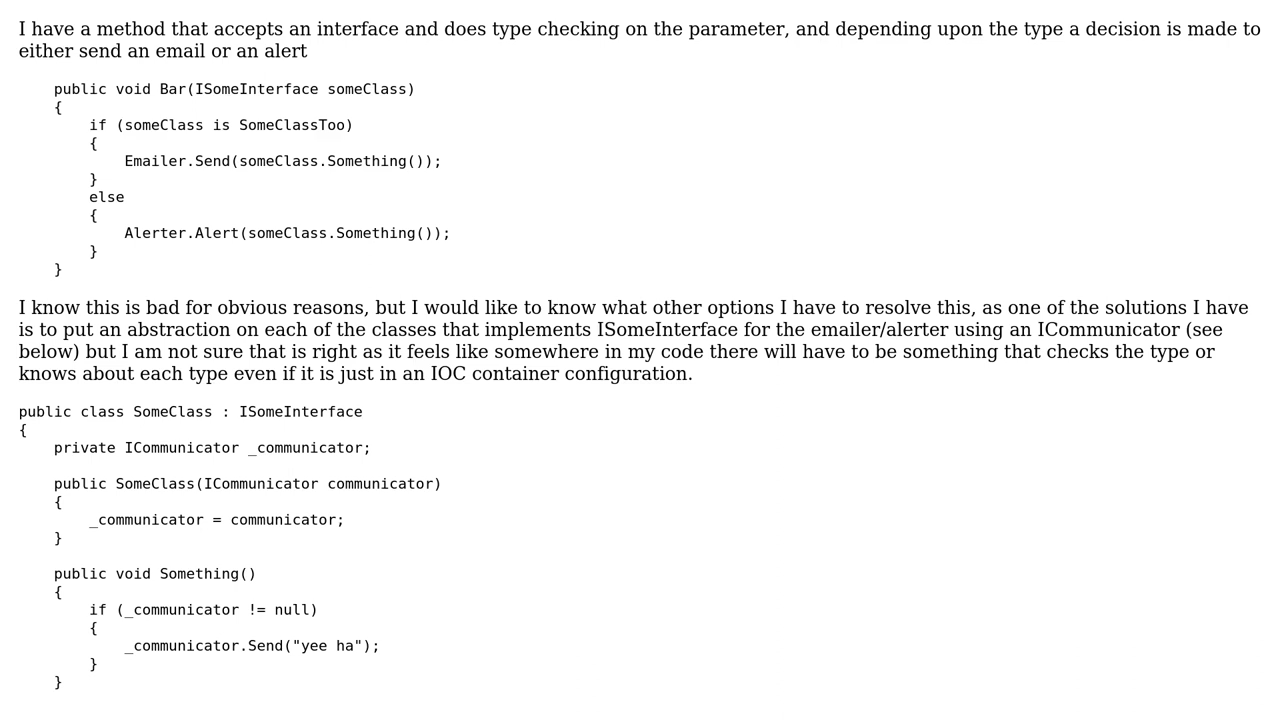 I have a method that accepts an interface and does type checking on the parameter, and depending upon the type a decision is made to
either send an email or an alert
    public void Bar(ISomeInterface someClass)
    {
        if (someClass is SomeClassToo)
        {
            Emailer.Send(someClass.Something());
        }
        else
        {
            Alerter.Alert(someClass.Something());
        }
    }
I know this is bad for obvious reasons, but I would like to know what other options I have to resolve this, as one of the solutions I have
is to put an abstraction on each of the classes that implements ISomeInterface for the emailer/alerter using an ICommunicator (see
below) but I am not sure that is right as it feels like somewhere in my code there will have to be something that checks the type or
knows about each type even if it is just in an IOC container configuration.
public class SomeClass : ISomeInterface
{
    private ICommunicator _communicator;
    public SomeClass(ICommunicator communicator)
    {
        _communicator = communicator;
    }
    public void Something()
    {
        if (_communicator != null)
        {
            _communicator.Send("yee ha");
        }
    }